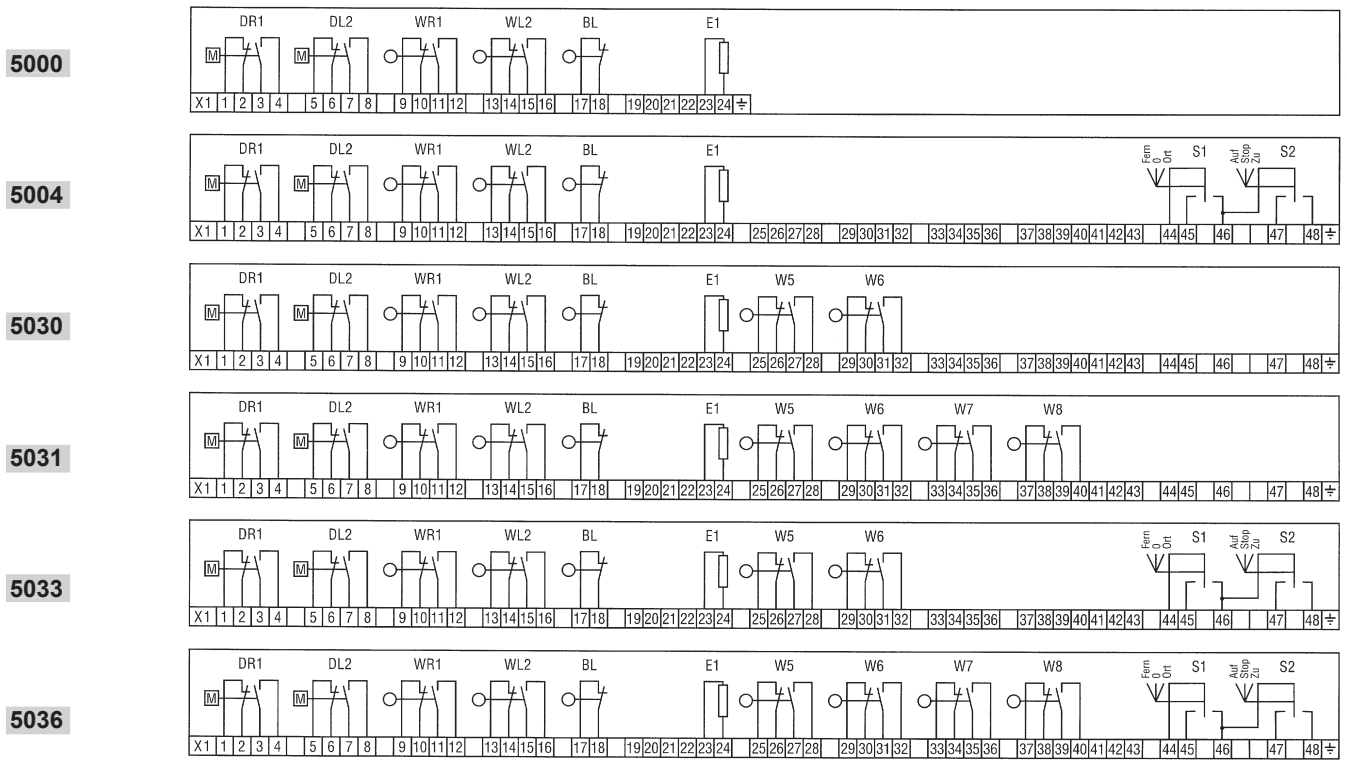 5000
DR1 DL2 WR1 WL2 BL E1
M M
X1 1 2 3 4 5 6 7 8 9 10 11 12 13 14 15 16 17 18 19 20 21 22 23 24
5004
DR1 DL2 WR1 WL2 BL E1 Fern 0 Ort S1 Auf Stop Zu S2
M M
X1 1 2 3 4 5 6 7 8 9 10 11 12 13 14 15 16 17 18 19 20 21 22 23 24 25 26 27 28 29 30 31 32 33 34 35 36 37 38 39 40 41 42 43 44 45 46 47 48
5030
DR1 DL2 WR1 WL2 BL E1 W5 W6
M M
X1 1 2 3 4 5 6 7 8 9 10 11 12 13 14 15 16 17 18 19 20 21 22 23 24 25 26 27 28 29 30 31 32 33 34 35 36 37 38 39 40 41 42 43 44 45 46 47 48
5031
DR1 DL2 WR1 WL2 BL E1 W5 W6 W7 W8
M M
X1 1 2 3 4 5 6 7 8 9 10 11 12 13 14 15 16 17 18 19 20 21 22 23 24 25 26 27 28 29 30 31 32 33 34 35 36 37 38 39 40 41 42 43 44 45 46 47 48
5033
DR1 DL2 WR1 WL2 BL E1 W5 W6 Fern 0 Ort S1 Auf Stop Zu S2
M M
X1 1 2 3 4 5 6 7 8 9 10 11 12 13 14 15 16 17 18 19 20 21 22 23 24 25 26 27 28 29 30 31 32 33 34 35 36 37 38 39 40 41 42 43 44 45 46 47 48
5036
DR1 DL2 WR1 WL2 BL E1 W5 W6 W7 W8 Fern 0 Ort S1 Auf Stop Zu S2
M M
X1 1 2 3 4 5 6 7 8 9 10 11 12 13 14 15 16 17 18 19 20 21 22 23 24 25 26 27 28 29 30 31 32 33 34 35 36 37 38 39 40 41 42 43 44 45 46 47 48